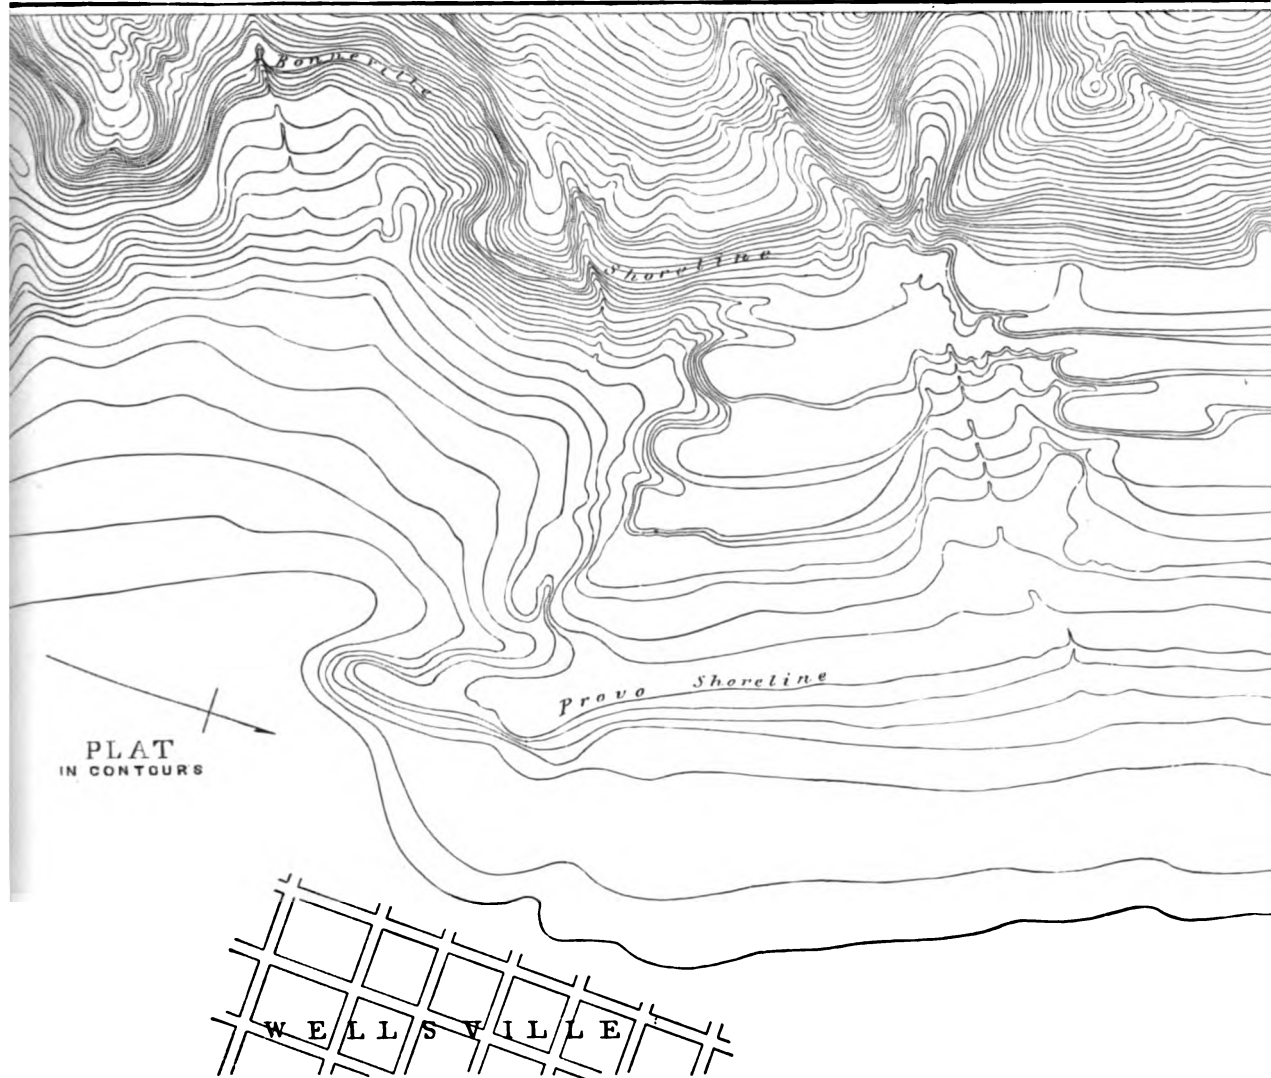 Bonneville
Shoreline
Provo Shoreline
PLAT
IN CONTOURS
WELLSVILLE